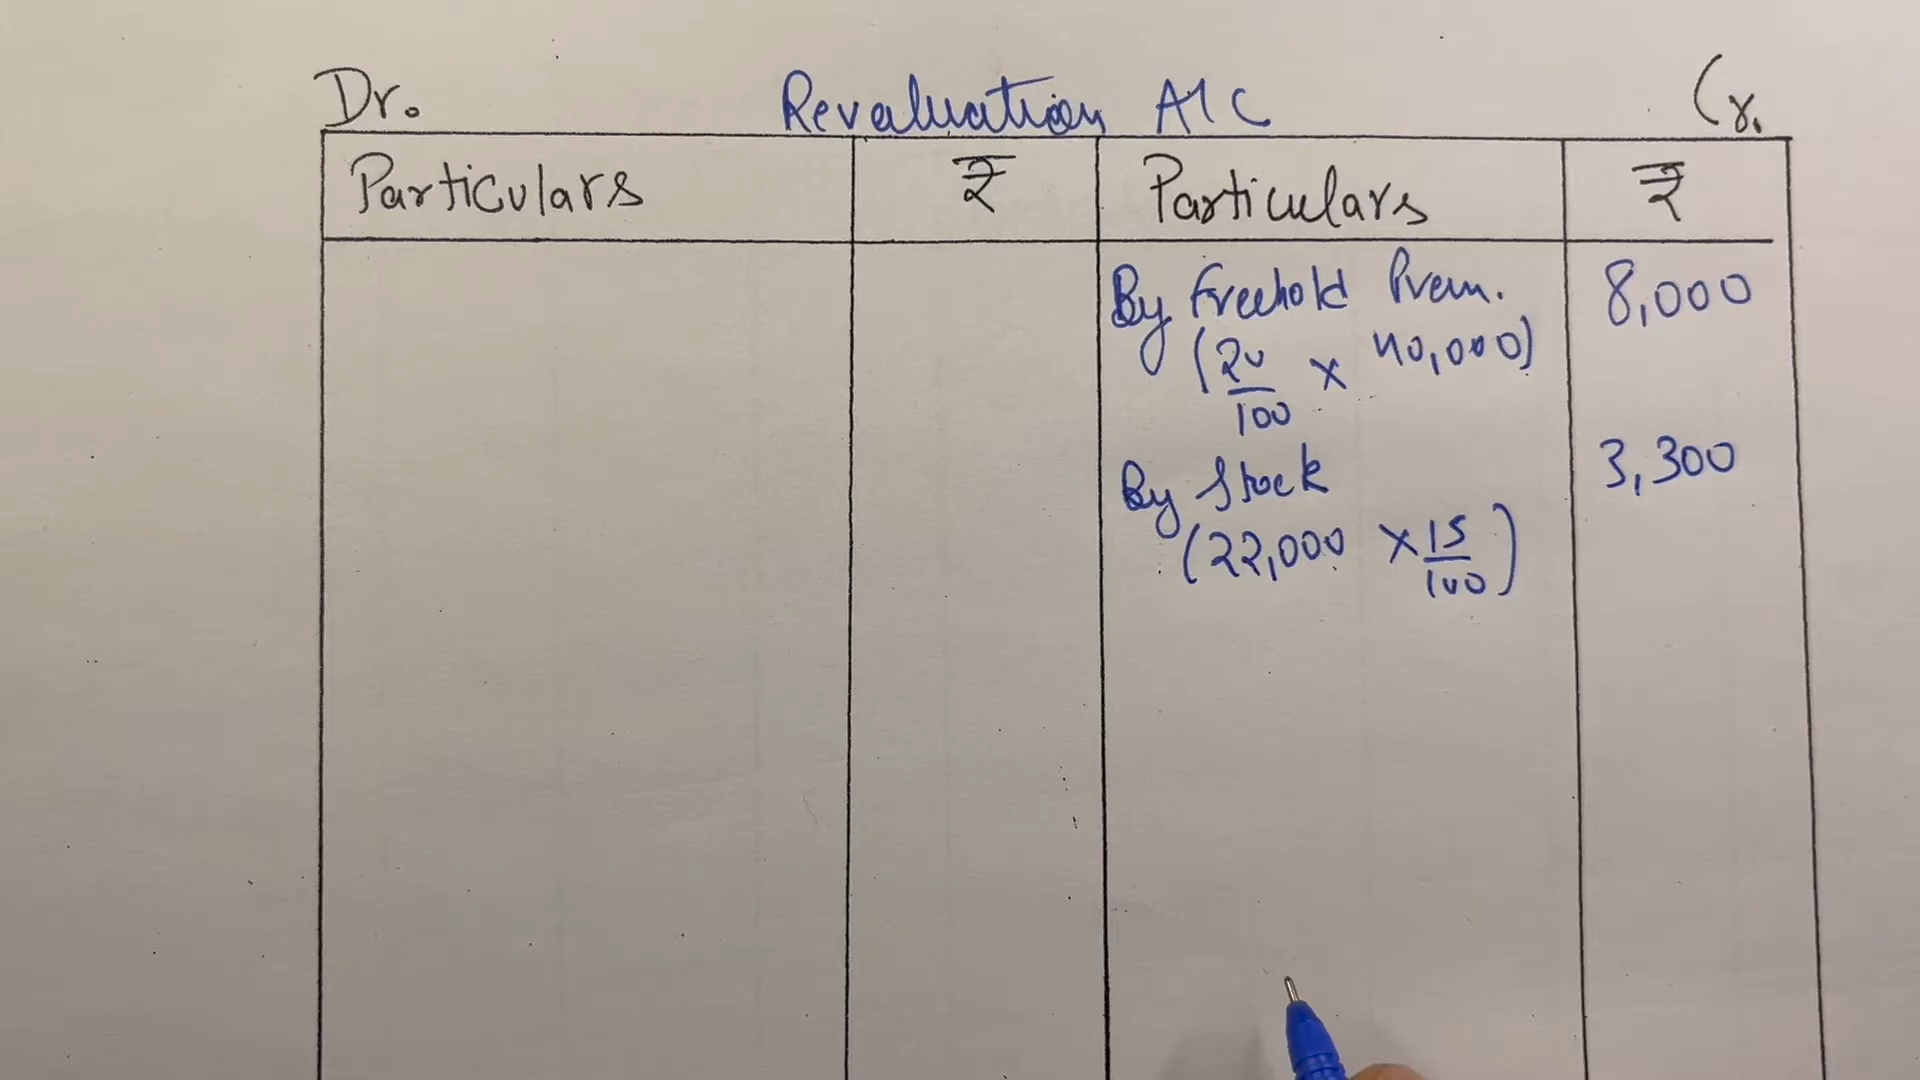 Dr. Revaluation A/C Cr.
Particulars ₹ Particulars ₹
By Freehold Prem. 8,000
(20/100 × 40,000)
By Stock 3,300
(22,000 × 15/100)